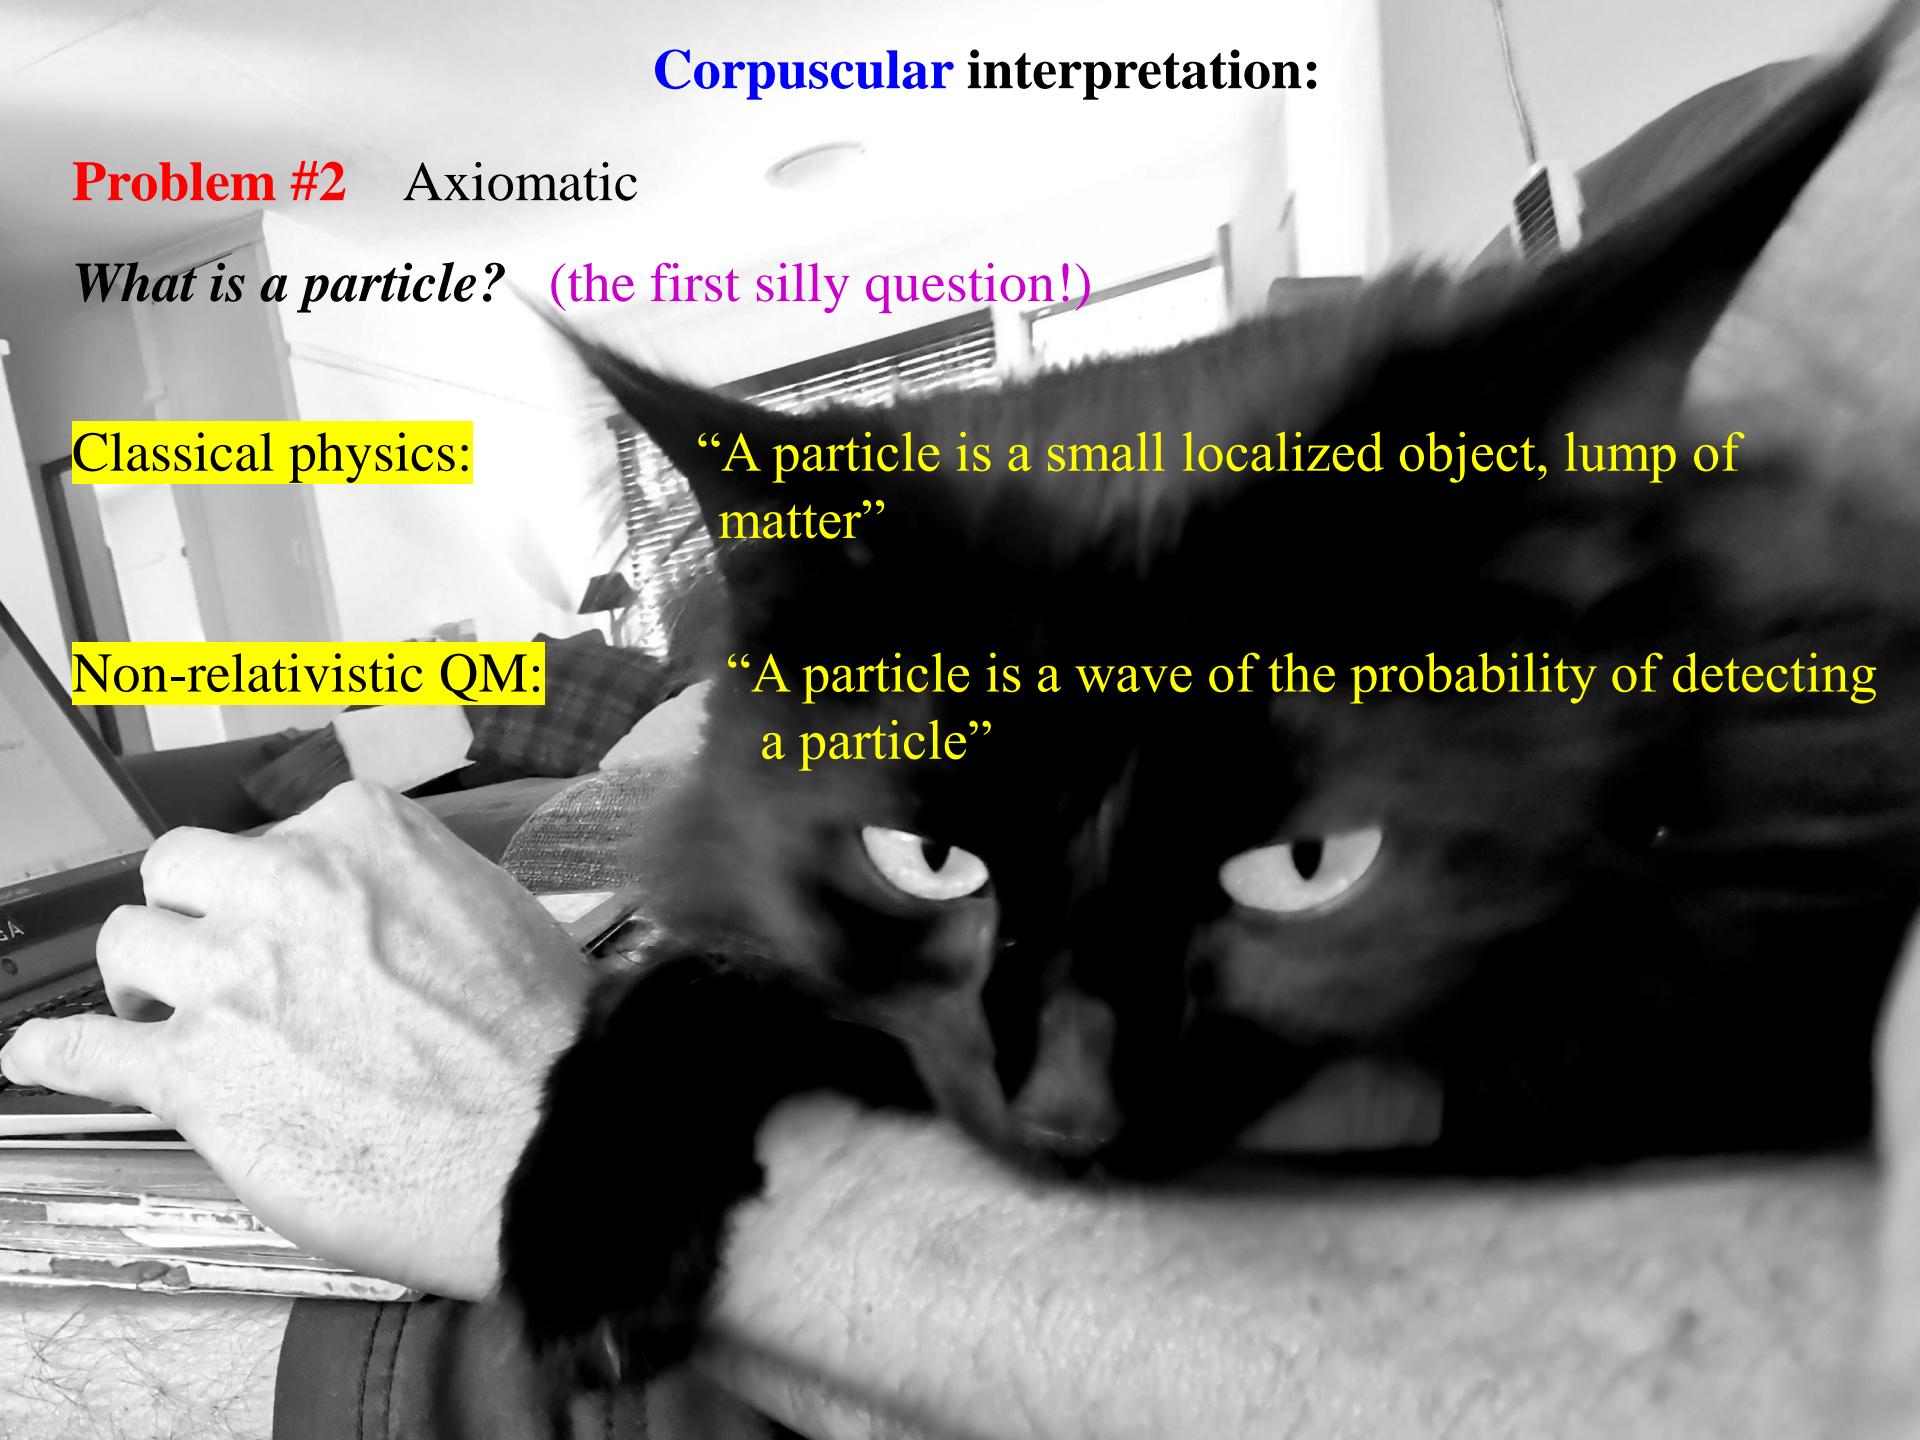 Corpuscular interpretation:
Problem #2 Axiomatic
What is a particle? (the first silly question!)
Classical physics: “A particle is a small localized object, lump of
matter”
Non-relativistic QM: “A particle is a wave of the probability of detecting
a particle”